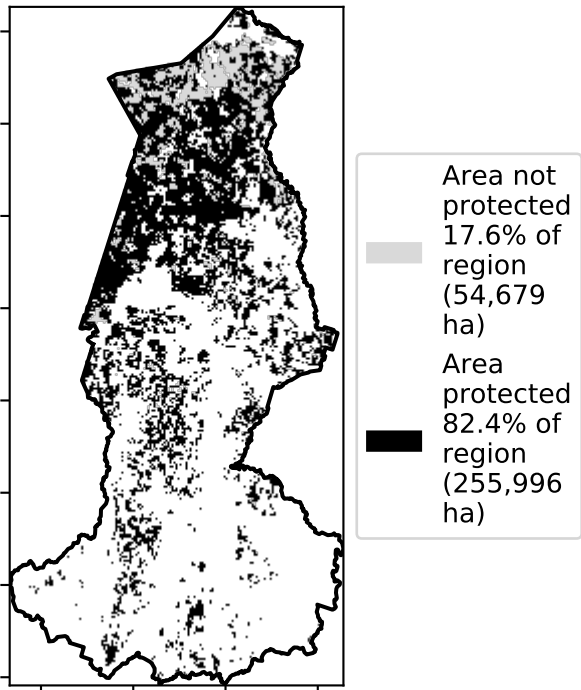 Area not
protected
17.6% of
region
(54,679
ha)
Area
protected
82.4% of
region
(255,996
ha)